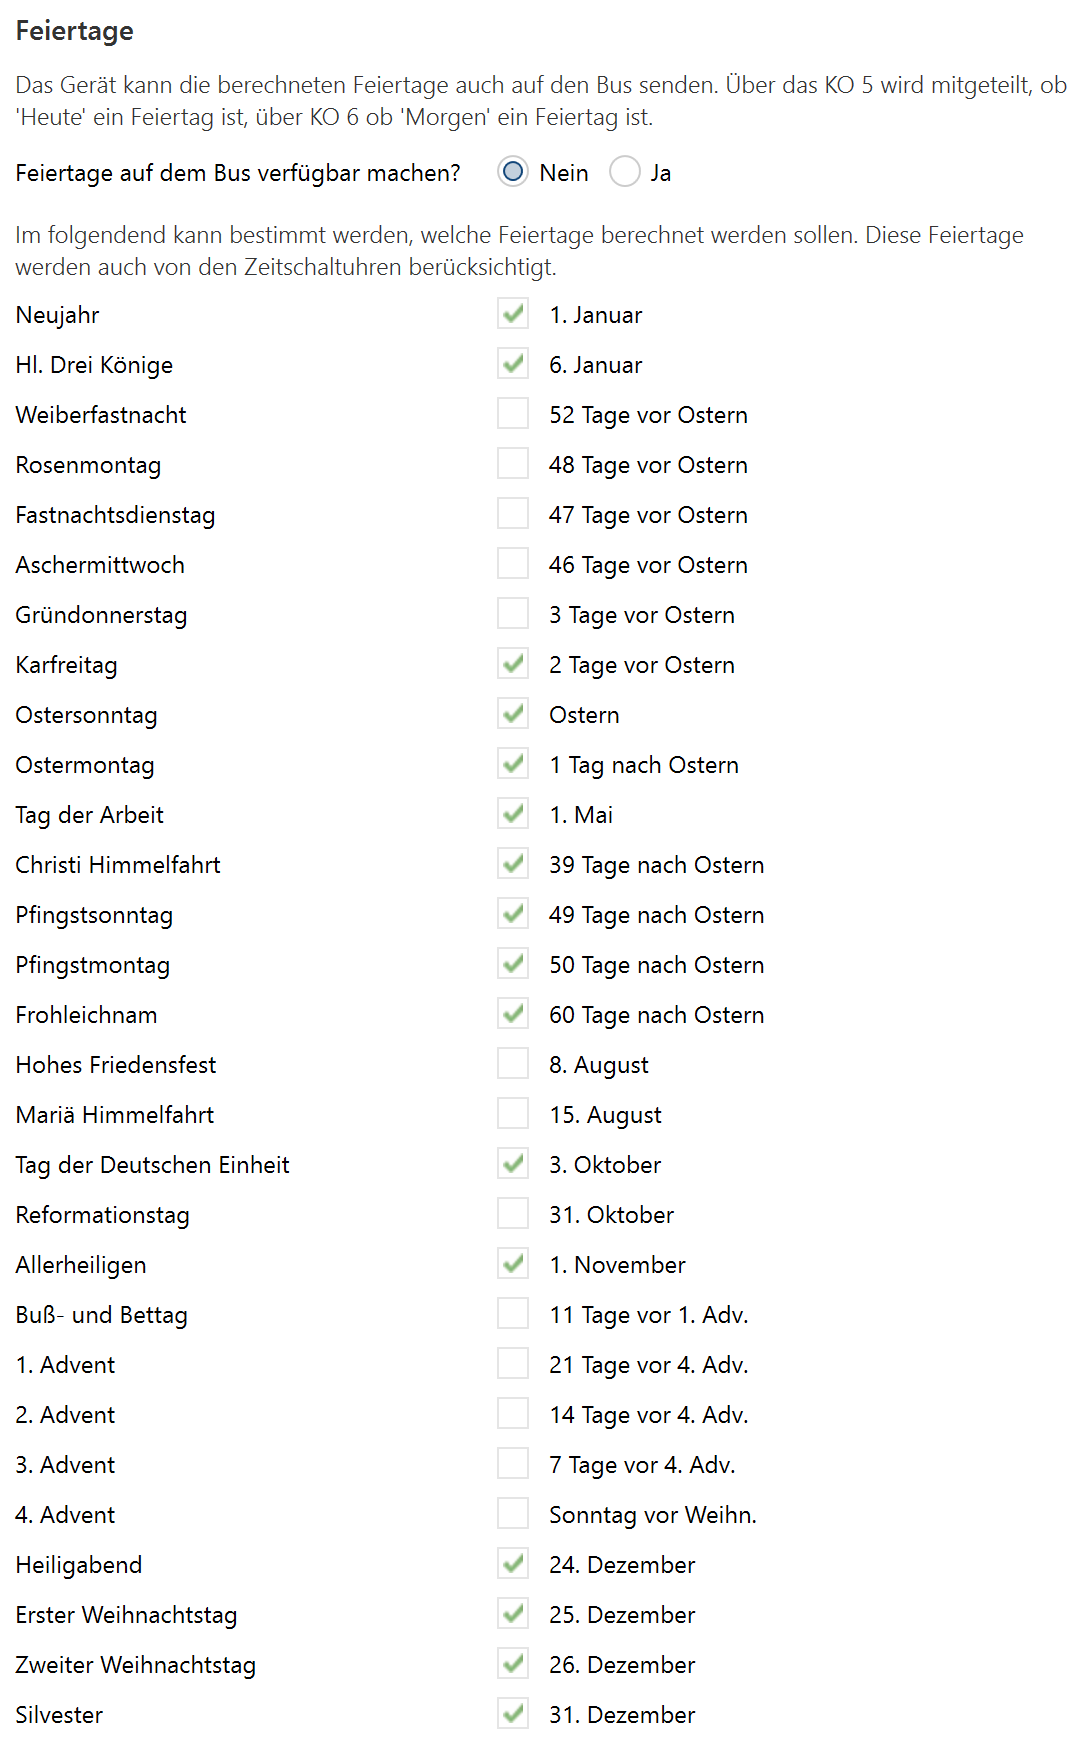 Feiertage
Das Gerät kann die berechneten Feiertage auch auf den Bus senden. Über das KO 5 wird mitgeteilt, ob
'Heute' ein Feiertag ist, über KO 6 ob 'Morgen' ein Feiertag ist.
Feiertage auf dem Bus verfügbar machen? Nein Ja
Im folgendend kann bestimmt werden, welche Feiertage berechnet werden sollen. Diese Feiertage
werden auch von den Zeitschaltuhren berücksichtigt.
Neujahr 1. Januar
Hl. Drei Könige 6. Januar
Weiberfastnacht 52 Tage vor Ostern
Rosenmontag 48 Tage vor Ostern
Fastnachtsdienstag 47 Tage vor Ostern
Aschermittwoch 46 Tage vor Ostern
Gründonnerstag 3 Tage vor Ostern
Karfreitag 2 Tage vor Ostern
Ostersonntag Ostern
Ostermontag 1 Tag nach Ostern
Tag der Arbeit 1. Mai
Christi Himmelfahrt 39 Tage nach Ostern
Pfingstsonntag 49 Tage nach Ostern
Pfingstmontag 50 Tage nach Ostern
Frohleichnam 60 Tage nach Ostern
Hohes Friedensfest 8. August
Mariä Himmelfahrt 15. August
Tag der Deutschen Einheit 3. Oktober
Reformationstag 31. Oktober
Allerheiligen 1. November
Buß- und Bettag 11 Tage vor 1. Adv.
1. Advent 21 Tage vor 4. Adv.
2. Advent 14 Tage vor 4. Adv.
3. Advent 7 Tage vor 4. Adv.
4. Advent Sonntag vor Weihn.
Heiligabend 24. Dezember
Erster Weihnachtstag 25. Dezember
Zweiter Weihnachtstag 26. Dezember
Silvester 31. Dezember